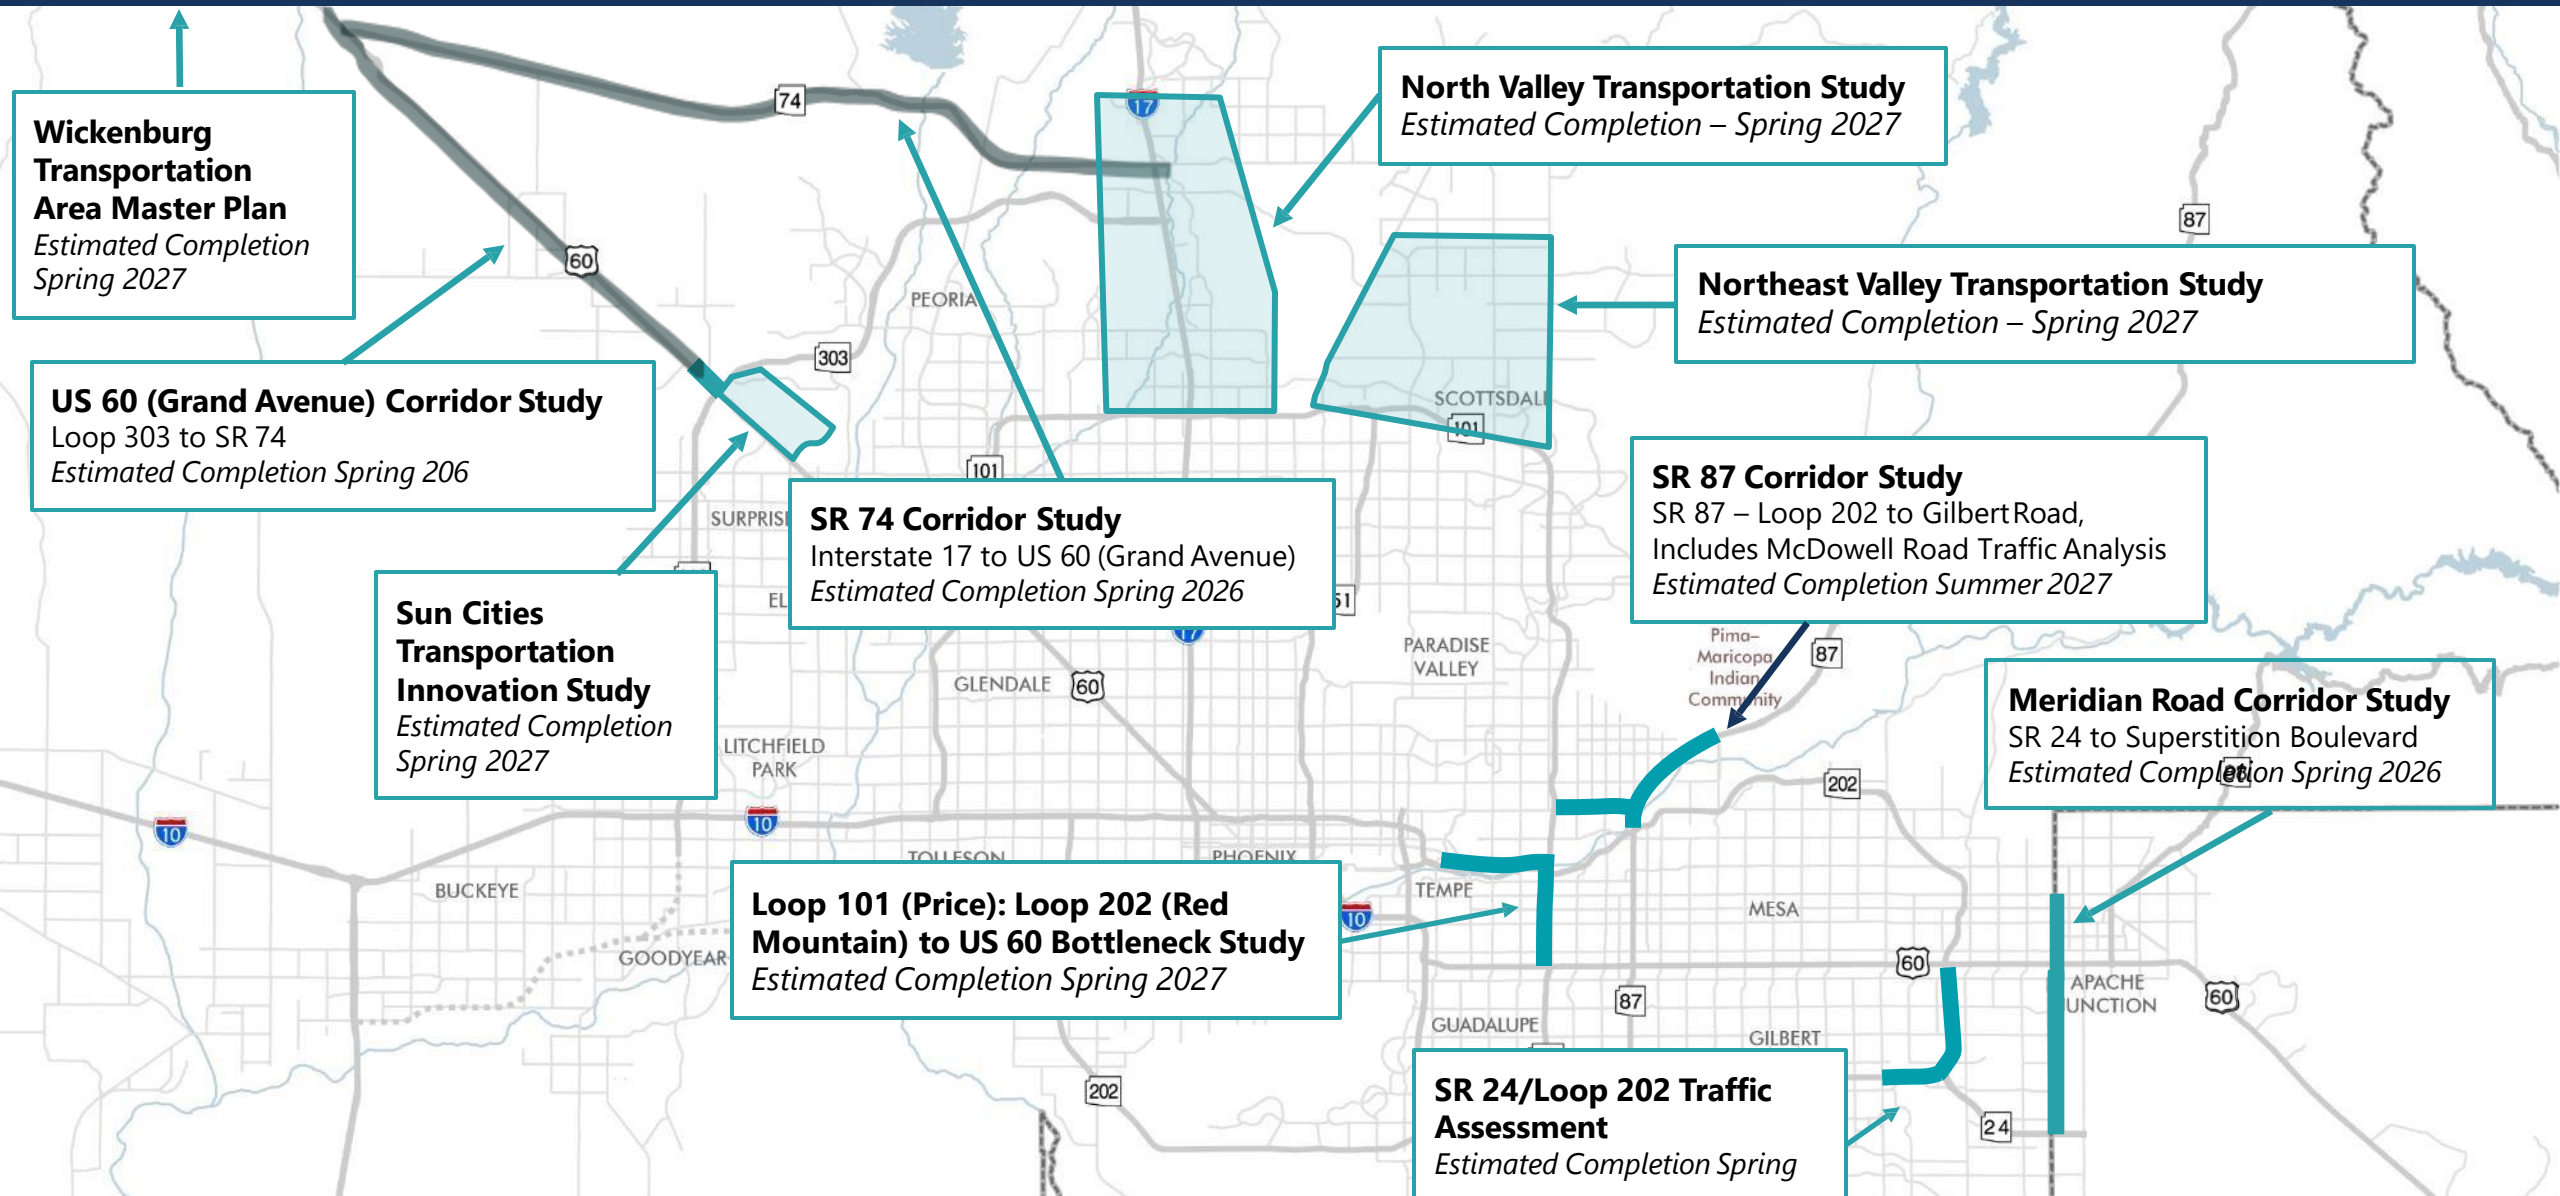 Wickenburg
Transportation
Area Master Plan
Estimated Completion
Spring 2027
74
17
North Valley Transportation Study
Estimated Completion – Spring 2027
87
60
PEORIA
303
Northeast Valley Transportation Study
Estimated Completion – Spring 2027
US 60 (Grand Avenue) Corridor Study
Loop 303 to SR 74
Estimated Completion Spring 206
SCOTTSDAL
101
101
SURPRIS
SR 74 Corridor Study
Interstate 17 to US 60 (Grand Avenue)
Estimated Completion Spring 2026
SR 87 Corridor Study
SR 87 – Loop 202 to Gilbert Road,
Includes McDowell Road Traffic Analysis
Estimated Completion Summer 2027
EL
51
17
Sun Cities
Transportation
Innovation Study
Estimated Completion
Spring 2027
PARADISE
VALLEY
Pima–
Maricopa
Indian
Community
87
GLENDALE
60
Meridian Road Corridor Study
SR 24 to Superstition Boulevard
Estimated Completion Spring 2026
LITCHFIELD
PARK
202
10
10
TOLLESON
PHOENIX
BUCKEYE
GOODYEAR
Loop 101 (Price): Loop 202 (Red
Mountain) to US 60 Bottleneck Study
Estimated Completion Spring 2027
10
TEMPE
MESA
60
87
APACHE
UNCTION
60
GUADALUPE
GILBERT
202
SR 24/Loop 202 Traffic
Assessment
Estimated Completion Spring
24